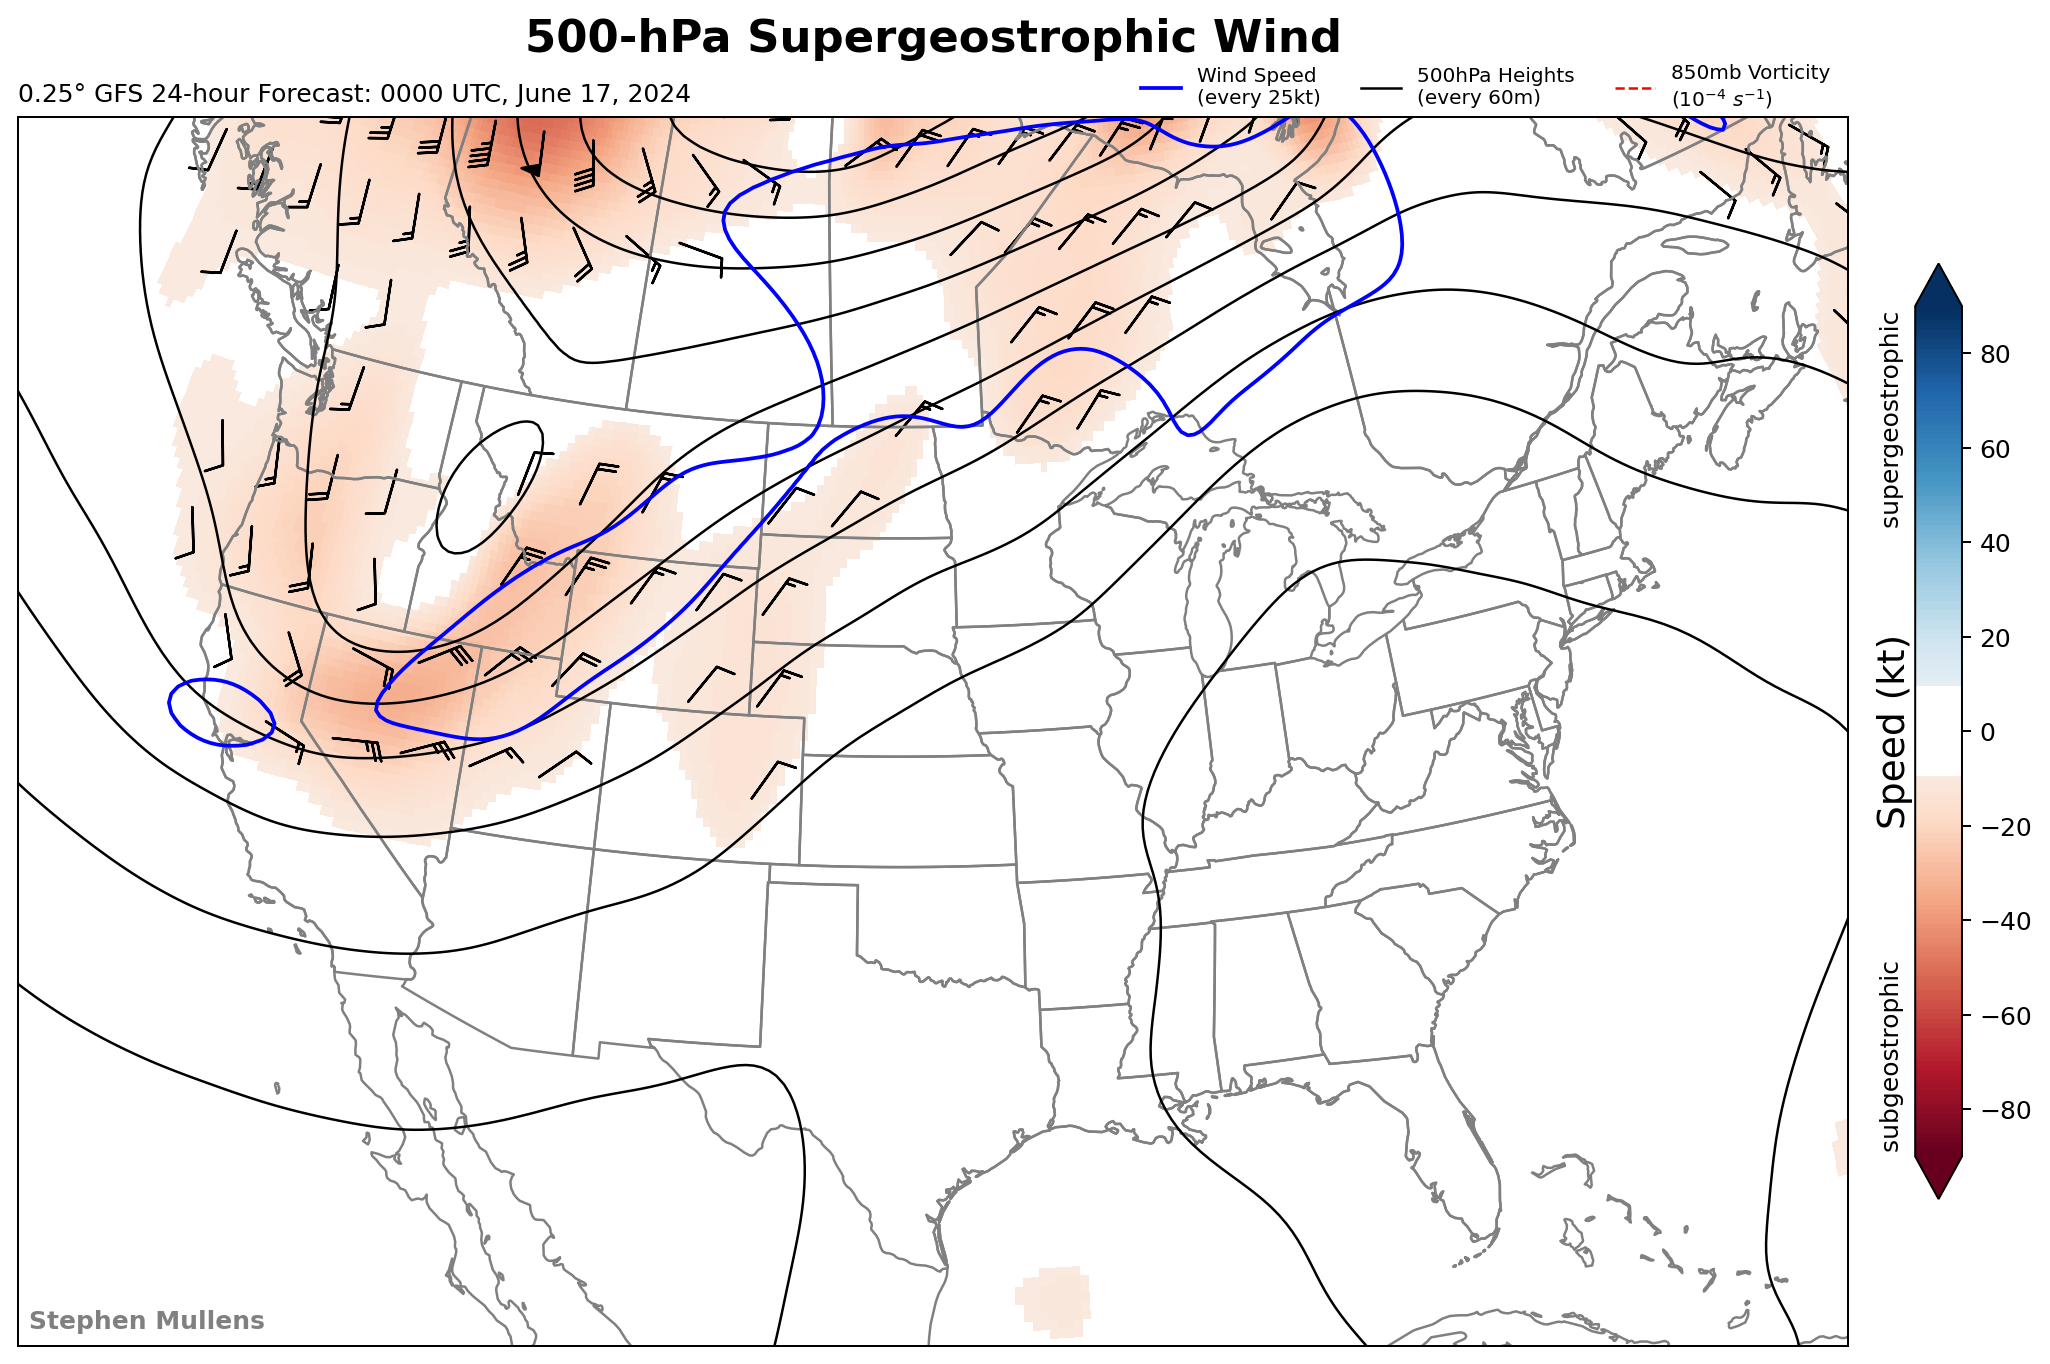 500-hPa Supergeostrophic Wind
0.25° GFS 24-hour Forecast: 0000 UTC, June 17, 2024
Wind Speed
(every 25kt)
500hPa Heights
(every 60m)
850mb Vorticity
(10⁻⁴ s⁻¹)
supergeostrophic
Speed (kt)
subgeostrophic
80
60
40
20
0
−20
−40
−60
−80
Stephen Mullens